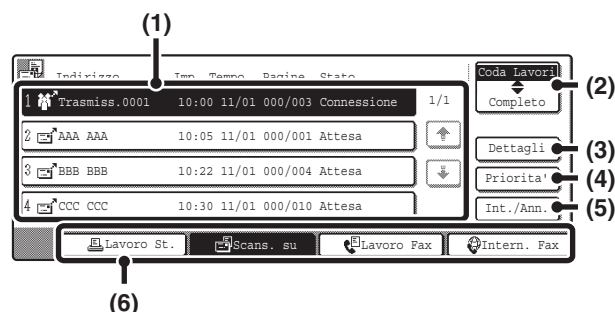 (1)
Indirizzo Imp. Tempo Pagine Stato
Coda Lavori
Completo
(2)
1 Trasmiss.0001 10:00 11/01 000/003 Connessione
1/1
2 AAA AAA 10:05 11/01 000/001 Attesa
Dettagli
(3)
3 BBB BBB 10:22 11/01 000/004 Attesa
Priorita'
(4)
4 CCC CCC 10:30 11/01 000/010 Attesa
Int./Ann.
(5)
Lavoro St. Scans. su Lavoro Fax Intern. Fax
(6)